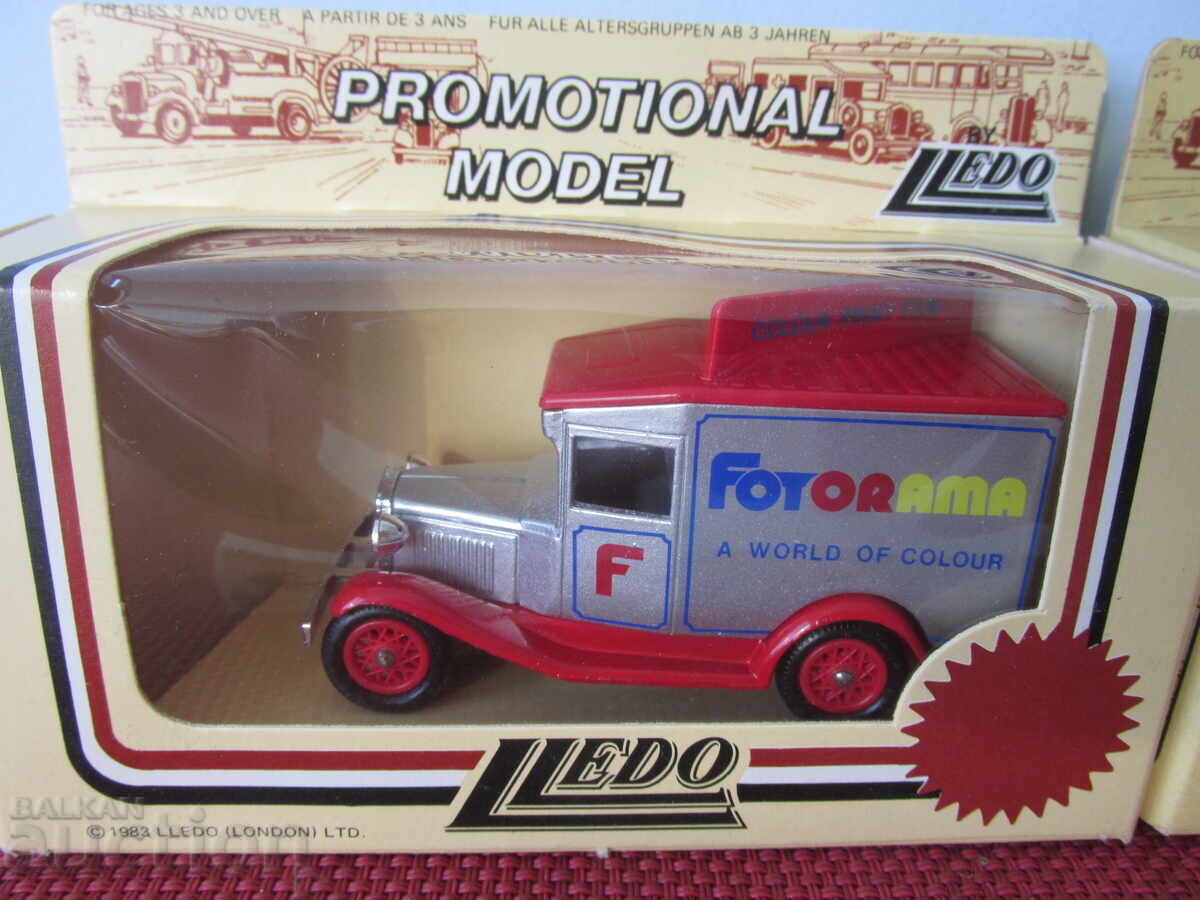 FOR AGES 3 AND OVER A PARTIR DE 3 ANS FUR ALLE ALTERSGRUPPEN AB 3 JAHREN
PROMOTIONAL
MODEL
BY
LLEDO
COLOUR PRINT FILM
FOTORAMA
A WORLD OF COLOUR
F
LLEDO
© 1983 LLEDO (LONDON) LTD.
BALKAN
auction